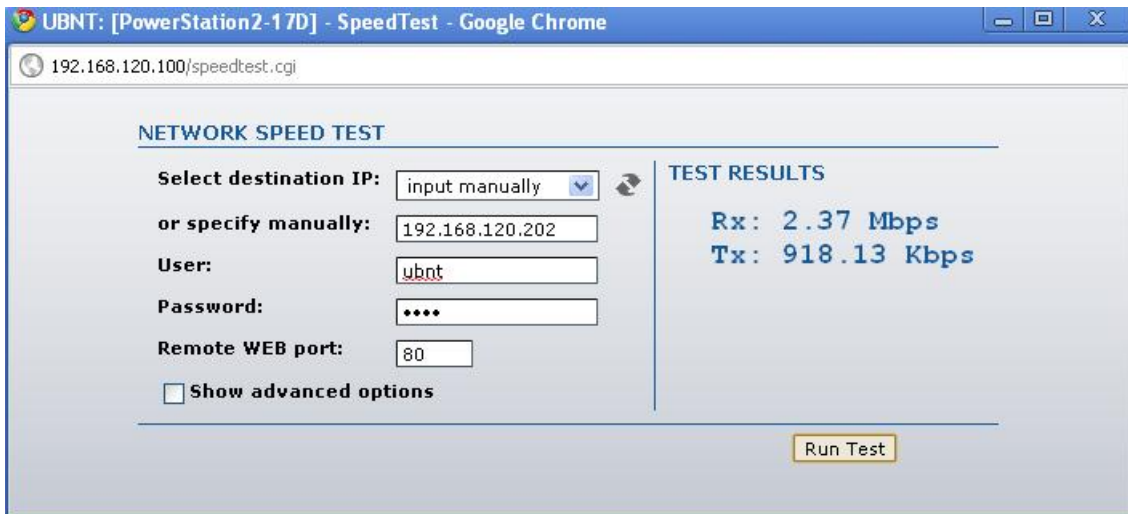 UBNT: [PowerStation2-17D] - SpeedTest - Google Chrome
192.168.120.100/speedtest.cgi
NETWORK SPEED TEST
Select destination IP: input manually
or specify manually: 192.168.120.202
User: ubnt
Password: ••••
Remote WEB port: 80
Show advanced options
TEST RESULTS
Rx: 2.37 Mbps
Tx: 918.13 Kbps
Run Test